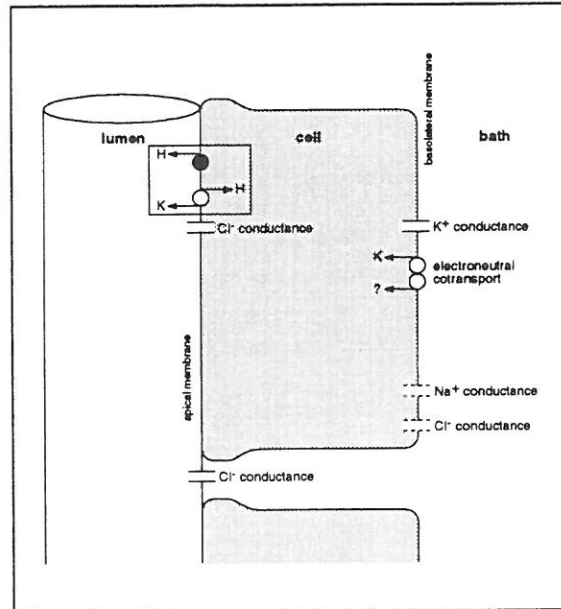 lumen
cell
basolateral membrane
bath
H
H
K
Cl⁻ conductance
K⁺ conductance
K
electroneutral
cotransport
?
apical membrane
Na⁺ conductance
Cl⁻ conductance
Cl⁻ conductance